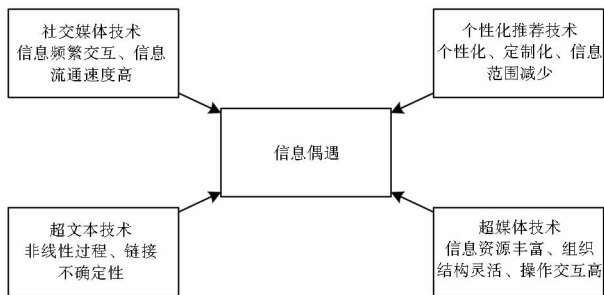 社交媒体技术
信息频繁交互、信息
流通速度高
个性化推荐技术
个性化、定制化、信息
范围减少
信息偶遇
超文本技术
非线性过程、链接
不确定性
超媒体技术
信息资源丰富、组织
结构灵活、操作交互高